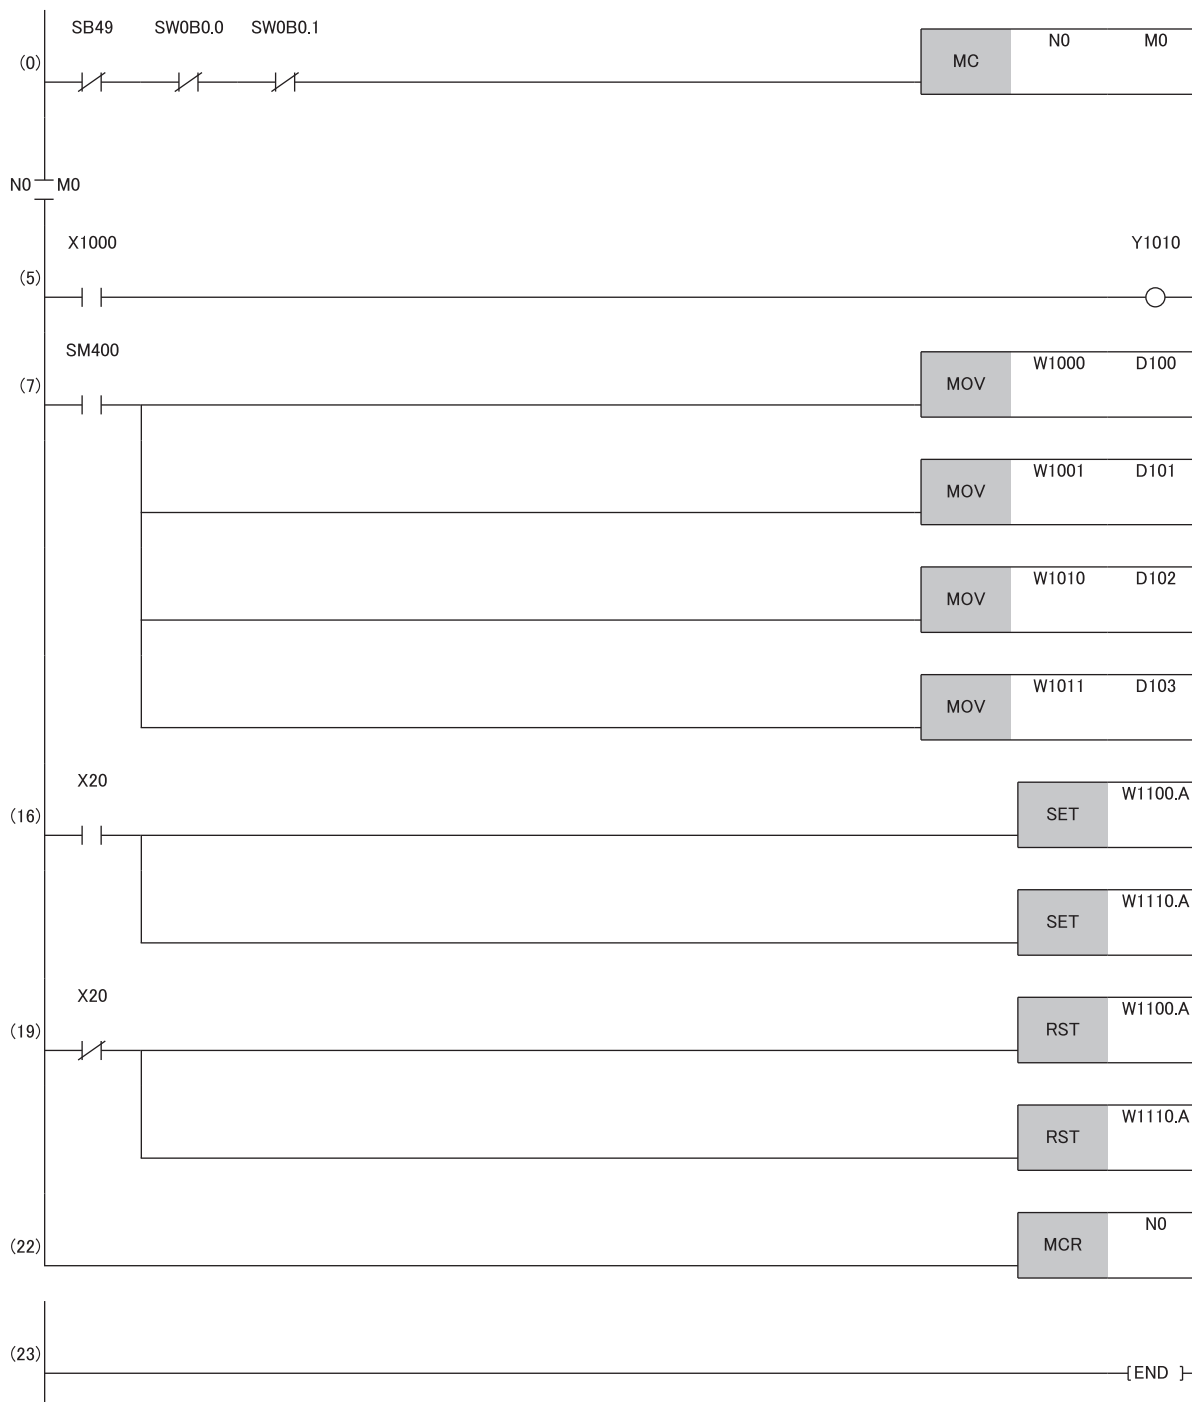 SB49 SW0B0.0 SW0B0.1
(0) MC N0 M0
N0 M0
X1000 Y1010
(5)
SM400
(7) MOV W1000 D100
MOV W1001 D101
MOV W1010 D102
MOV W1011 D103
X20
(16) SET W1100.A
SET W1110.A
X20
(19) RST W1100.A
RST W1110.A
(22) MCR N0
(23) [END ]